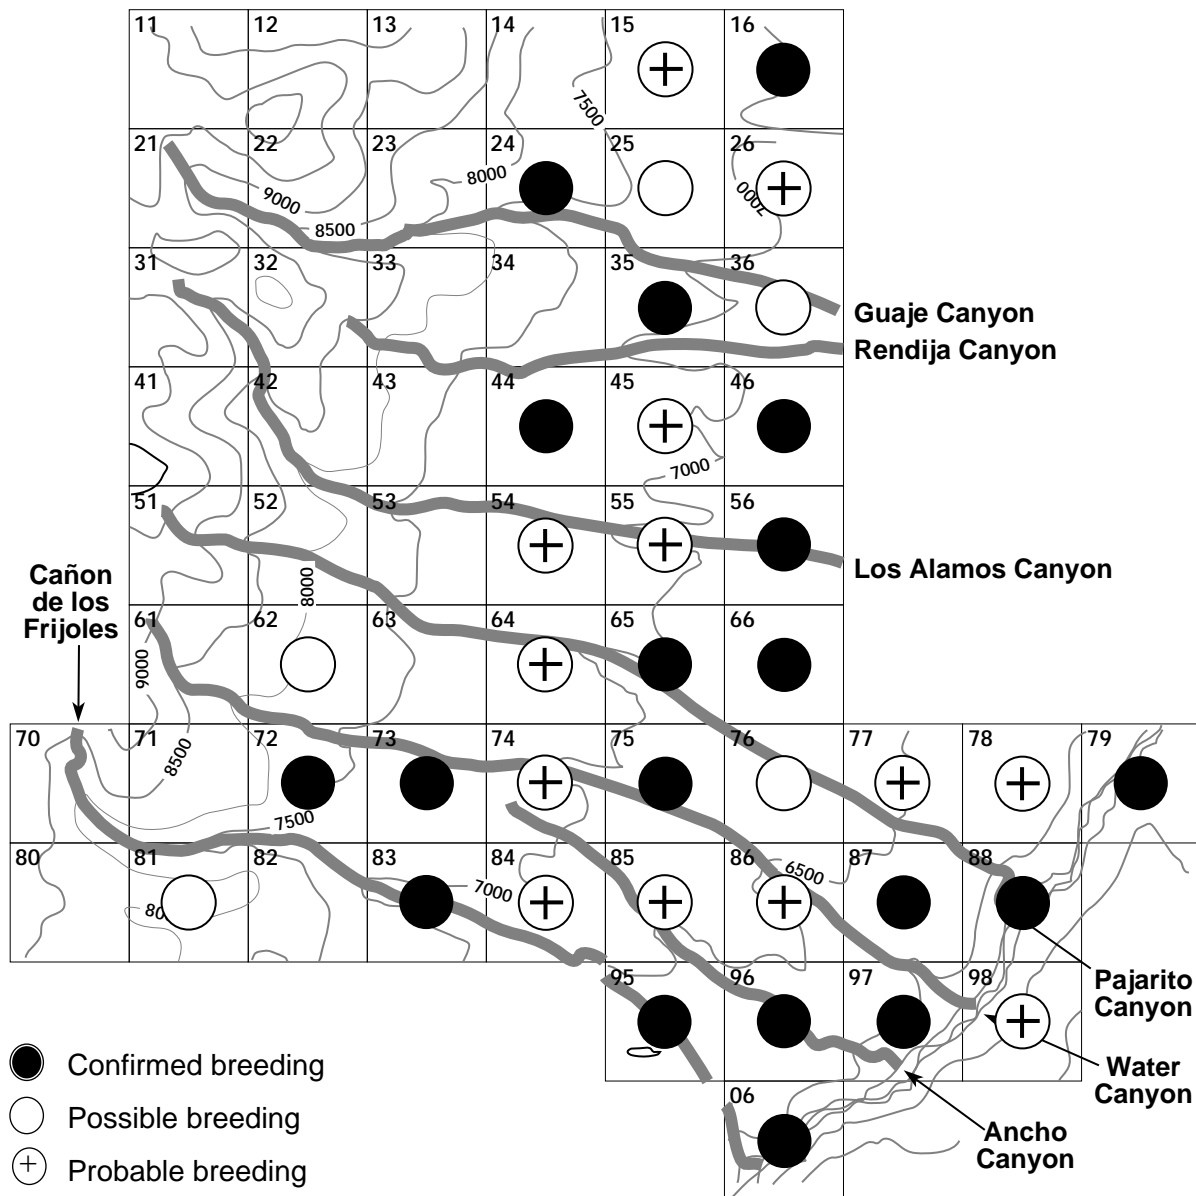 11 12 13 14 15 16
7500
21 22 23 24 25 26
8000
9000
7000
8500
31 32 33 34 35 36
Guaje Canyon
Rendija Canyon
41 42 43 44 45 46
7000
51 52 53 54 55 56
Los Alamos Canyon
Cañon
de los
Frijoles
8000
61 62 63 64 65 66
9000
70 71 72 73 74 75 76 77 78 79
8500
7500
80 81 82 83 84 85 86 87 88
6500
7000
80
95 96 97 98
Pajarito
Canyon
Water
Canyon
06
Ancho
Canyon
Confirmed breeding
Possible breeding
Probable breeding